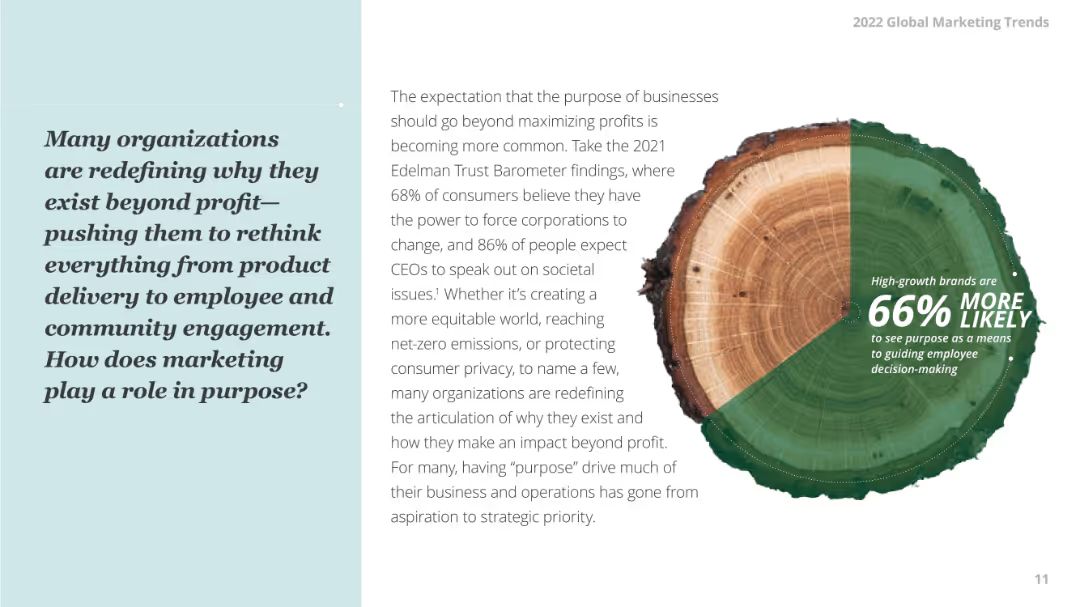 2022 Global Marketing Trends
Many organizations
are redefining why they
exist beyond profit—
pushing them to rethink
everything from product
delivery to employee and
community engagement.
How does marketing
play a role in purpose?
The expectation that the purpose of businesses
should go beyond maximizing profits is
becoming more common. Take the 2021
Edelman Trust Barometer findings, where
68% of consumers believe they have
the power to force corporations to
change, and 86% of people expect
CEOs to speak out on societal
issues.¹ Whether it’s creating a
more equitable world, reaching
net-zero emissions, or protecting
consumer privacy, to name a few,
many organizations are redefining
the articulation of why they exist and
how they make an impact beyond profit.
For many, having “purpose” drive much of
their business and operations has gone from
aspiration to strategic priority.
High-growth brands are
66% MORE LIKELY
to see purpose as a means
to guiding employee
decision-making
11